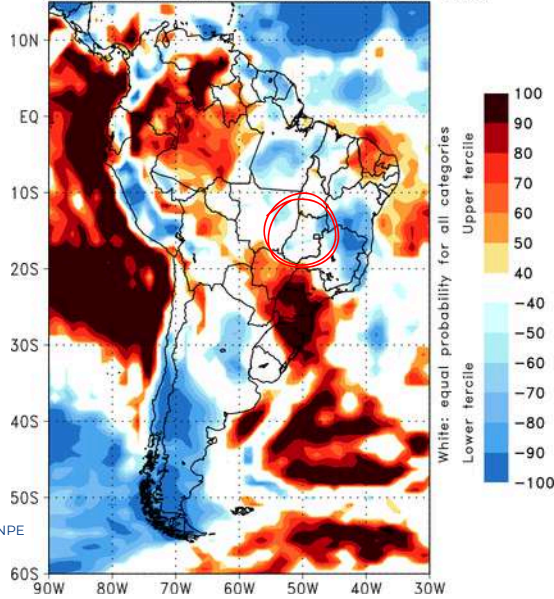 10N
EQ
10S
20S
30S
40S
50S
60S
90W
80W
70W
60W
50W
40W
30W
NPE
White: equal probability for all categories
Lower tercile
Upper tercile
100
90
80
70
60
50
40
-40
-50
-60
-70
-80
-90
-100